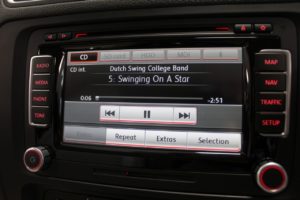 CD
CD int.
Dutch Swing College Band
5: Swinging On A Star
0:06
-2:51
Repeat
Extras
Selection
RADIO
MEDIA
PHONE
TONE
MAP
NAV
TRAFFIC
SETUP